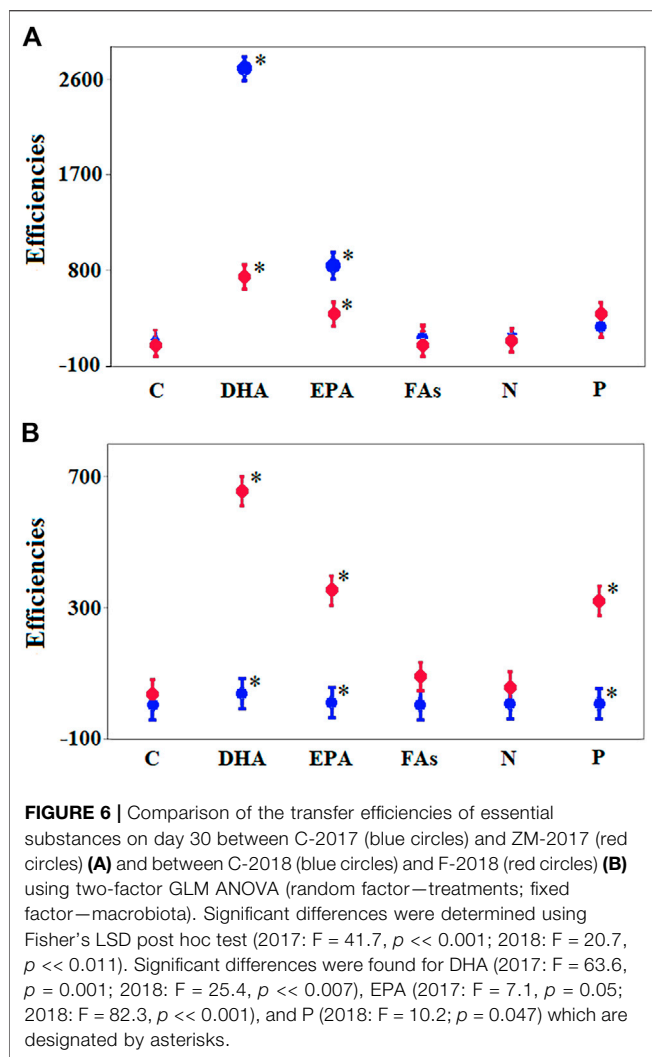 A
Efficiencies
2600
1700
800
-100
*
*
*
*
C DHA EPA FAs N P
B
Efficiencies
700
300
-100
*
*
*
*
*
*
C DHA EPA FAs N P
FIGURE 6 | Comparison of the transfer efficiencies of essential
substances on day 30 between C-2017 (blue circles) and ZM-2017 (red
circles) (A) and between C-2018 (blue circles) and F-2018 (red circles) (B)
using two-factor GLM ANOVA (random factor—treatments; fixed
factor—macrobiota). Significant differences were determined using
Fisher's LSD post hoc test (2017: F = 41.7, p << 0.001; 2018: F = 20.7,
p << 0.011). Significant differences were found for DHA (2017: F = 63.6,
p = 0.001; 2018: F = 25.4, p << 0.007), EPA (2017: F = 7.1, p = 0.05;
2018: F = 82.3, p << 0.001), and P (2018: F = 10.2; p = 0.047) which are
designated by asterisks.